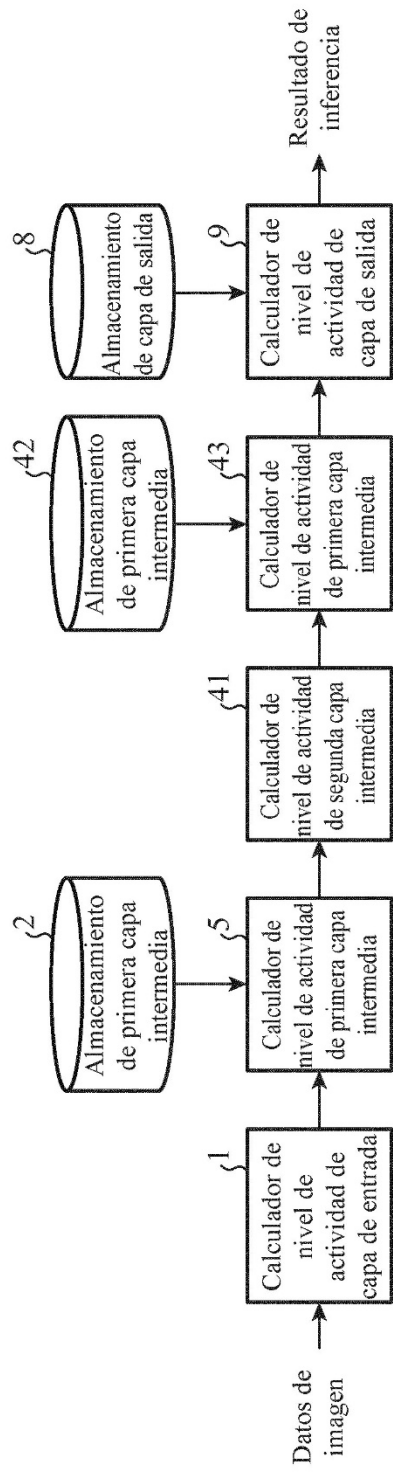 2
Almacenamiento
de primera capa
intermedia
42
Almacenamiento
de primera capa
intermedia
8
Almacenamiento
de capa de salida
Datos de
imagen
1
Calculador de
nivel de
actividad de
capa de entrada
5
Calculador de
nivel de actividad
de primera capa
intermedia
41
Calculador de
nivel de actividad
de segunda capa
intermedia
43
Calculador de
nivel de actividad
de primera capa
intermedia
9
Calculador de
nivel de
actividad de
capa de salida
Resultado de
inferencia